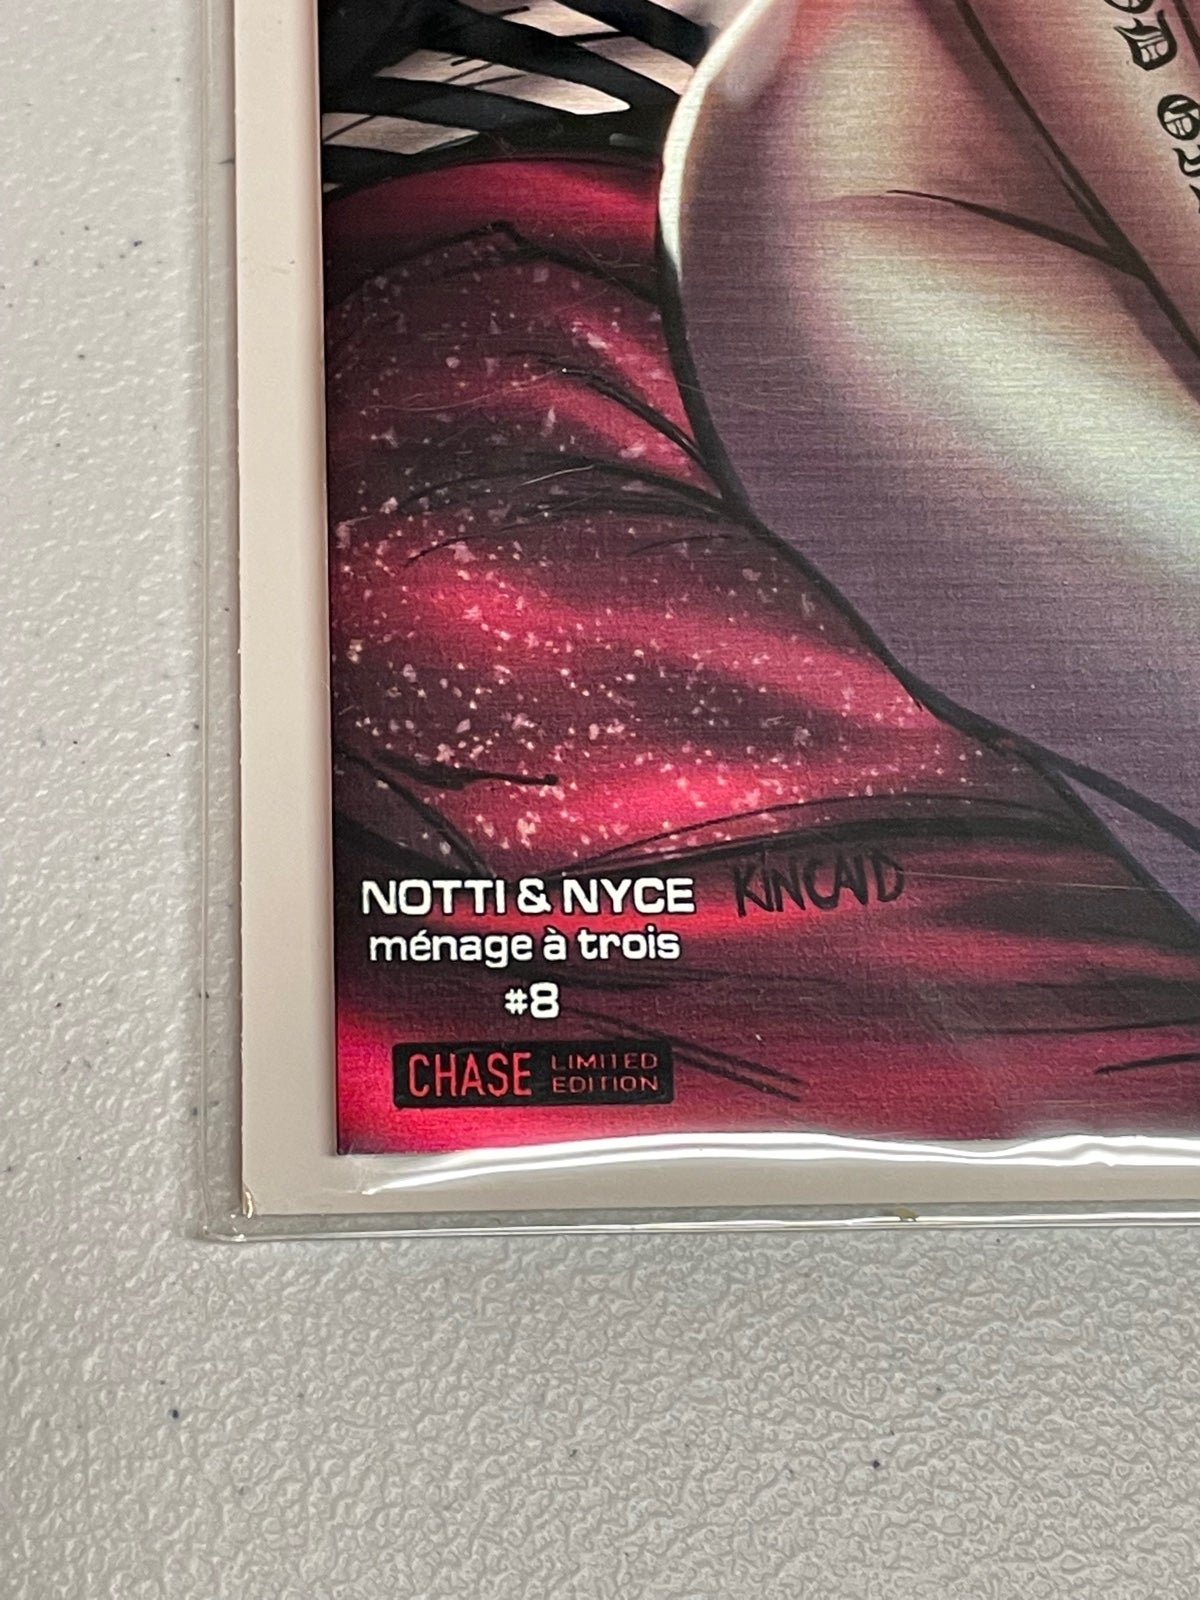 NOTTI & NYCE
ménage à trois
#8
KINCAID
CHASE LIMITED EDITION